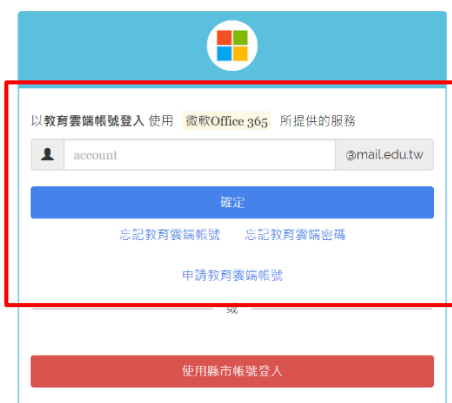 以教育雲端帳號登入 使用 微軟Office 365 所提供的服務
account @mail.edu.tw
確定
忘記教育雲端帳號 忘記教育雲端密碼
申請教育雲端帳號
或
使用縣市帳號登入